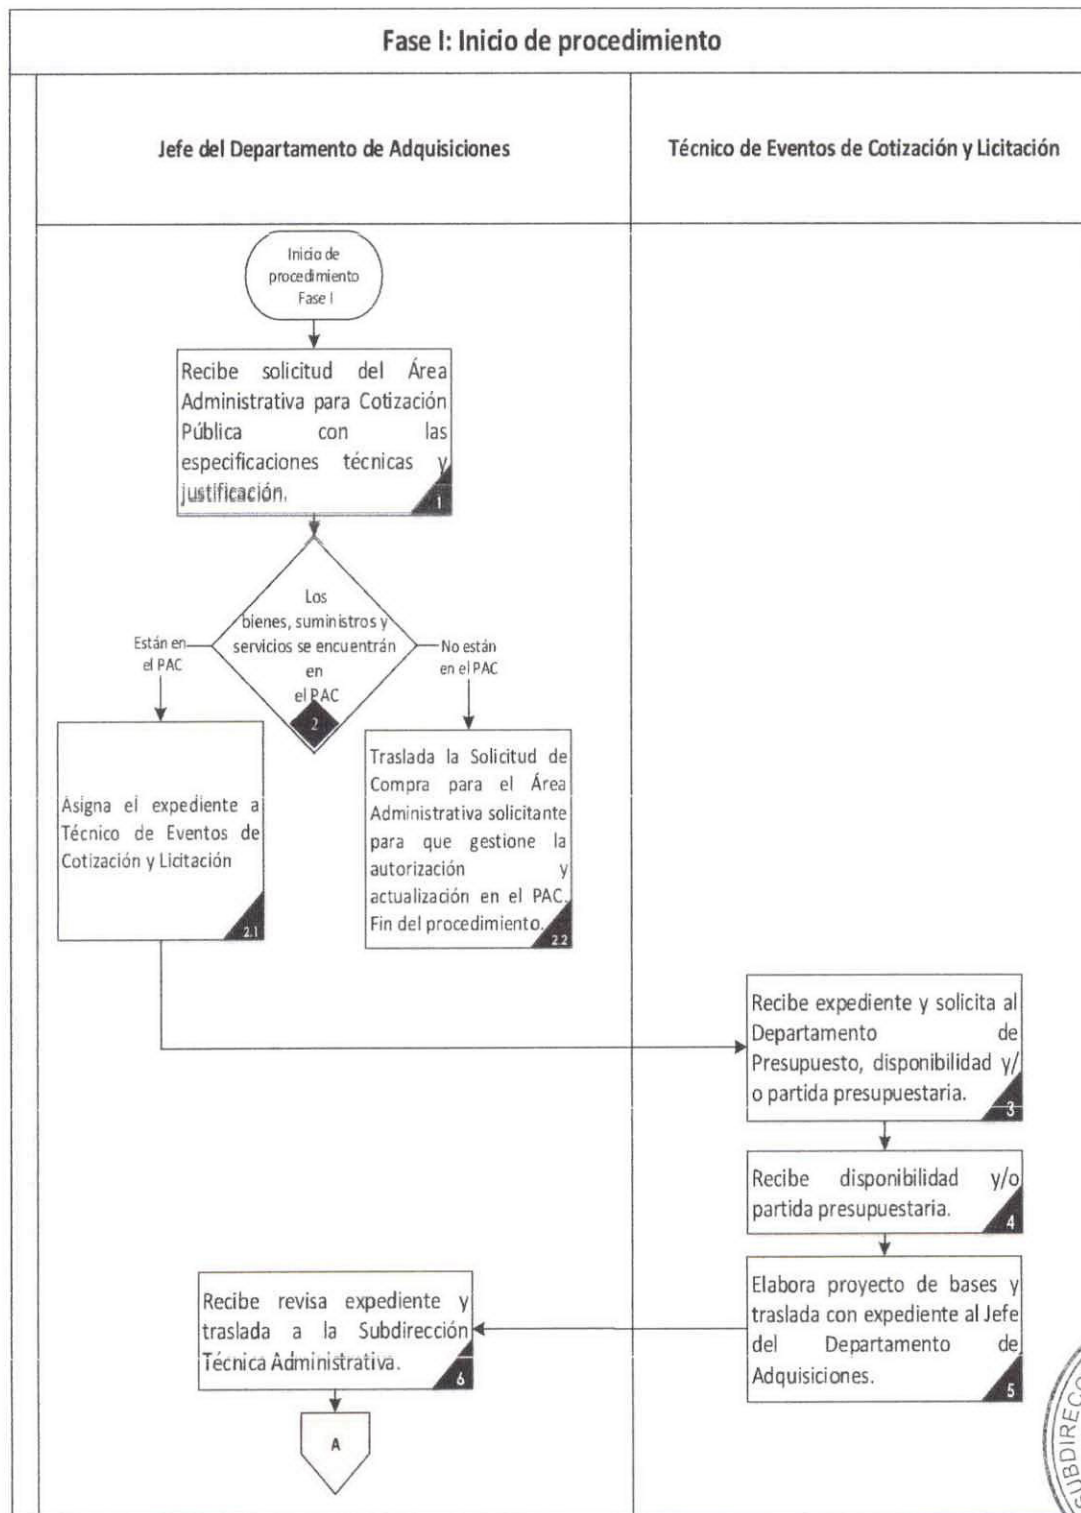 Fase I: Inicio de procedimiento
Jefe del Departamento de Adquisiciones
Técnico de Eventos de Cotización y Licitación
Inicio de
procedimiento
Fase I
Recibe solicitud del Área
Administrativa para Cotización
Pública con las
especificaciones técnicas y
justificación.
1
Los
bienes, suministros y
servicios se encuentrán
en
el PAC
2
Están en
el PAC
No están
en el PAC
Asigna el expediente a
Técnico de Eventos de
Cotización y Licitación
2.1
Traslada la Solicitud de
Compra para el Área
Administrativa solicitante
para que gestione la
autorización y
actualización en el PAC.
Fin del procedimiento.
2.2
Recibe expediente y solicita al
Departamento de
Presupuesto, disponibilidad y/
o partida presupuestaria.
3
Recibe disponibilidad y/o
partida presupuestaria.
4
Elabora proyecto de bases y
traslada con expediente al Jefe
del Departamento de
Adquisiciones.
5
Recibe revisa expediente y
traslada a la Subdirección
Técnica Administrativa.
6
A